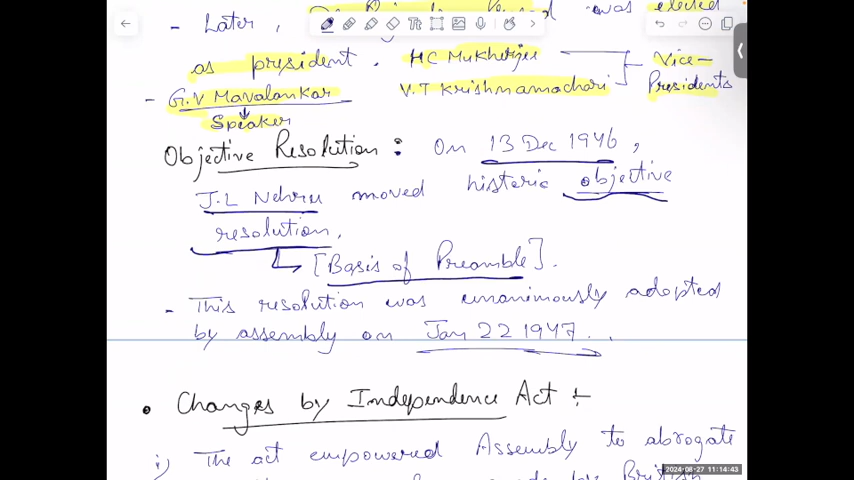 - Later, was elected
as president. HC Mukherjee Vice-
- G.V Mavalankar V.T Krishnamachari Presidents
Speaker
Objective Resolution : On 13 Dec 1946,
J.L Nehru moved historic objective
resolution.
[Basis of Preamble].
- This resolution was unanimously adopted
by assembly on Jan 22 1947.
• Changes by Independence Act :-
i) The act empowered Assembly to abrogate
by British
2024-08-27 11:14:43